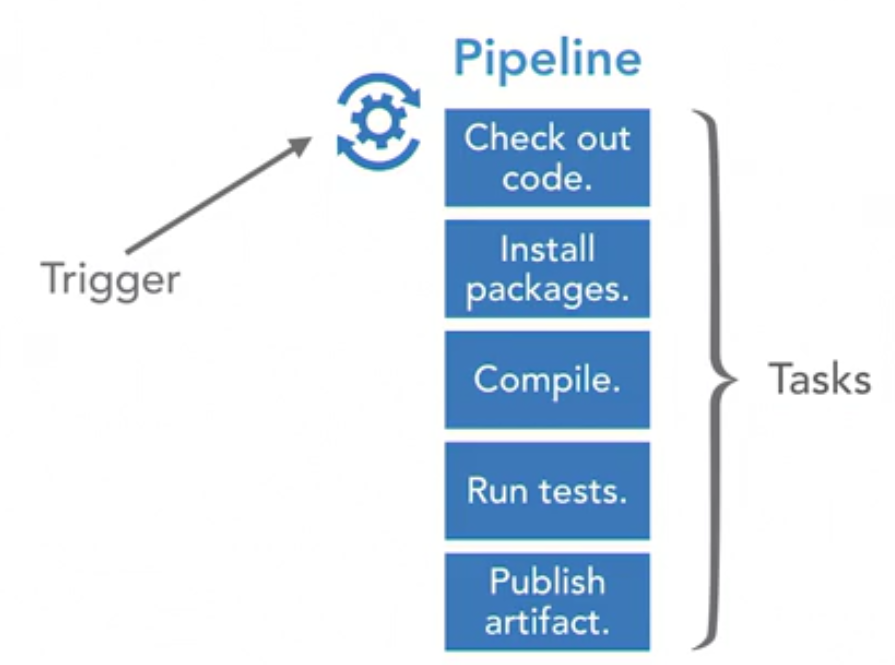 Pipeline
Check out
code.
Trigger
Install
packages.
Compile.
Tasks
Run tests.
Publish
artifact.